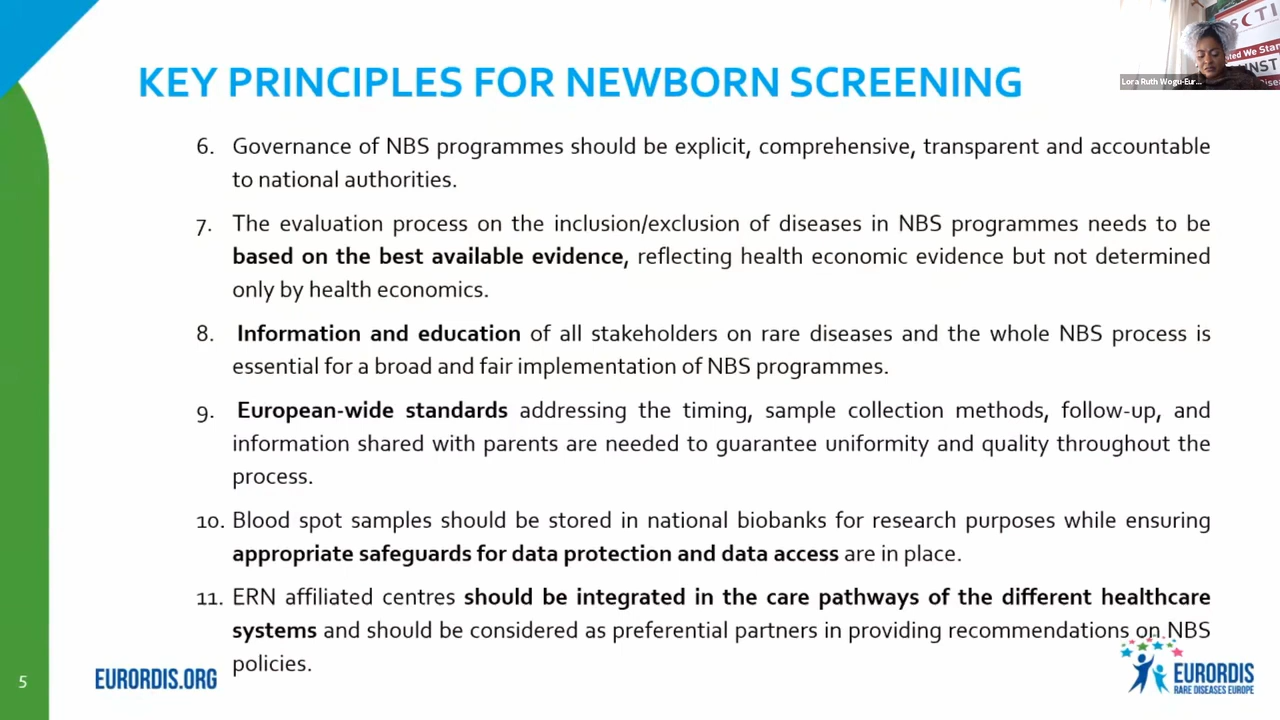 SCTI
ted We Star
INST
Disea
Lora Ruth Wogu-Eur...
KEY PRINCIPLES FOR NEWBORN SCREENING
6. Governance of NBS programmes should be explicit, comprehensive, transparent and accountable
to national authorities.
7. The evaluation process on the inclusion/exclusion of diseases in NBS programmes needs to be
based on the best available evidence, reflecting health economic evidence but not determined
only by health economics.
8. Information and education of all stakeholders on rare diseases and the whole NBS process is
essential for a broad and fair implementation of NBS programmes.
9. European-wide standards addressing the timing, sample collection methods, follow-up, and
information shared with parents are needed to guarantee uniformity and quality throughout the
process.
10. Blood spot samples should be stored in national biobanks for research purposes while ensuring
appropriate safeguards for data protection and data access are in place.
11. ERN affiliated centres should be integrated in the care pathways of the different healthcare
systems and should be considered as preferential partners in providing recommendations on NBS
policies.
5
EURORDIS.ORG
EURORDIS
RARE DISEASES EUROPE